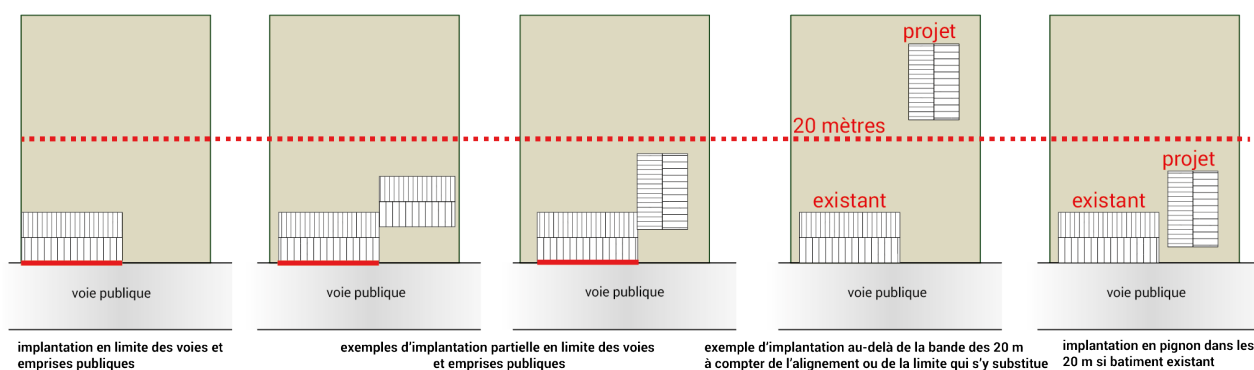 projet
20 mètres
projet
existant
existant
voie publique
voie publique
voie publique
voie publique
voie publique
implantation en limite des voies et
emprises publiques
exemples d'implantation partielle en limite des voies
et emprises publiques
exemple d'implantation au-delà de la bande des 20 m
à compter de l'alignement ou de la limite qui s'y substitue
implantation en pignon dans les
20 m si batiment existant